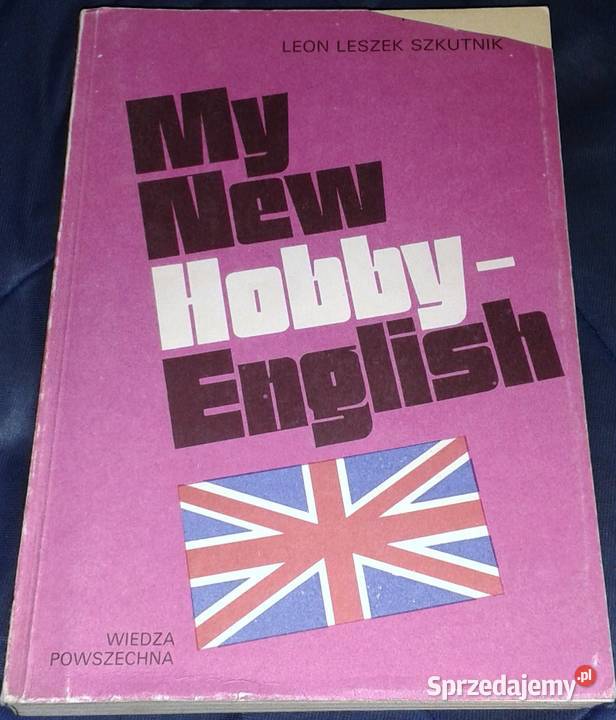 LEON LESZEK SZKUTNIK
My
New
Hobby-
English
WIEDZA
POWSZECHNA
Sprzedajemy.pl